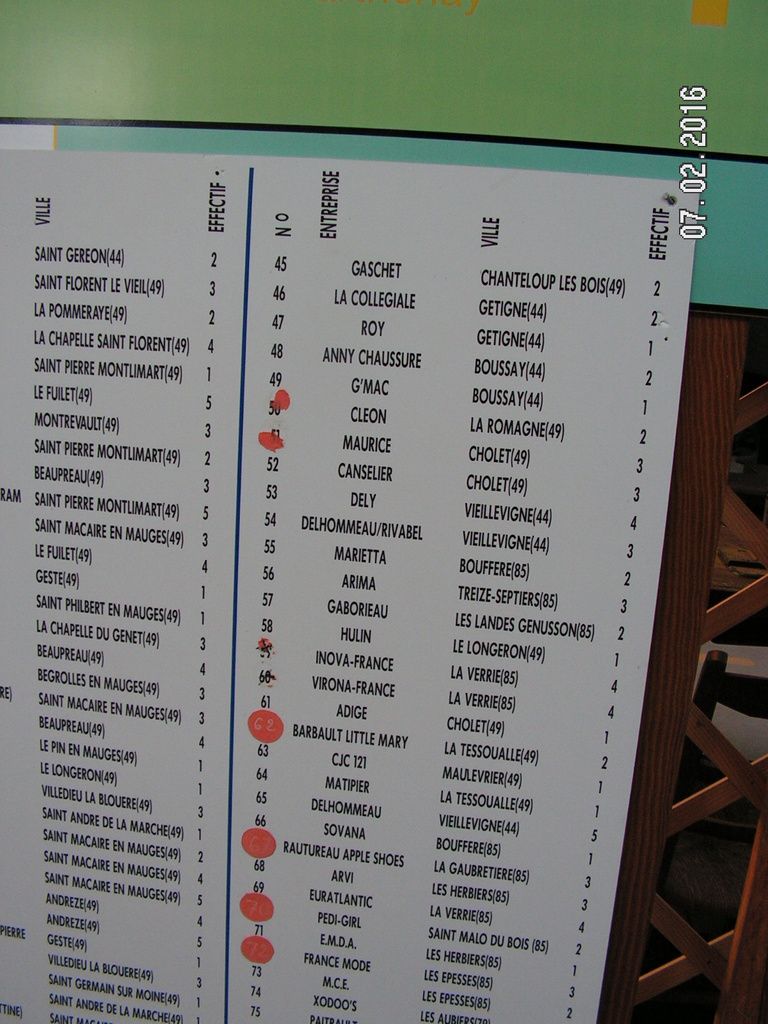 VILLE EFFECTIF
SAINT GEREON(44) 2
SAINT FLORENT LE VIEIL(49) 3
LA POMMERAYE(49) 2
LA CHAPELLE SAINT FLORENT(49) 4
SAINT PIERRE MONTLIMART(49) 1
LE FUILET(49) 5
MONTREVAULT(49) 3
SAINT PIERRE MONTLIMART(49) 2
BEAUPREAU(49) 3
RAM SAINT PIERRE MONTLIMART(49) 5
SAINT MACAIRE EN MAUGES(49) 3
LE FUILET(49) 4
GESTE(49) 1
SAINT PHILBERT EN MAUGES(49) 1
LA CHAPELLE DU GENET(49) 3
BEAUPREAU(49) 4
BEGROLLES EN MAUGES(49) 3
RE) SAINT MACAIRE EN MAUGES(49) 3
BEAUPREAU(49) 4
LE PIN EN MAUGES(49) 1
LE LONGERON(49) 1
VILLEDIEU LA BLOUERE(49) 3
SAINT ANDRE DE LA MARCHE(49) 1
SAINT MACAIRE EN MAUGES(49) 2
SAINT MACAIRE EN MAUGES(49) 4
SAINT MACAIRE EN MAUGES(49) 5
ANDREZE(49) 4
ANDREZE(49) 5
PIERRE GESTE(49) 1
VILLEDIEU LA BLOUERE(49) 3
SAINT GERMAIN SUR MOINE(49) 1
TTINE) SAINT ANDRE DE LA MARCHE(49) 1
N O ENTREPRISE VILLE EFFECTIF
45 GASCHET CHANTELOUP LES BOIS(49) 2
46 LA COLLEGIALE GETIGNE(44) 2
47 ROY GETIGNE(44) 1
48 ANNY CHAUSSURE BOUSSAY(44) 2
49 G'MAC BOUSSAY(44) 1
50 CLEON LA ROMAGNE(49) 2
51 MAURICE CHOLET(49) 3
52 CANSELIER CHOLET(49) 3
53 DELY VIEILLEVIGNE(44) 4
54 DELHOMMEAU/RIVABEL VIEILLEVIGNE(44) 3
55 MARIETTA BOUFFERE(85) 2
56 ARIMA TREIZE-SEPTIERS(85) 3
57 GABORIEAU LES LANDES GENUSSON(85) 2
58 HULIN LE LONGERON(49) 1
59 INOVA-FRANCE LA VERRIE(85) 4
60 VIRONA-FRANCE LA VERRIE(85) 4
61 ADIGE CHOLET(49) 1
62 BARBAULT LITTLE MARY LA TESSOUALLE(49) 2
63 CJC 121 MAULEVRIER(49) 1
64 MATIPIER LA TESSOUALLE(49) 1
65 DELHOMMEAU VIEILLEVIGNE(44) 5
66 SOVANA BOUFFERE(85) 1
67 RAUTUREAU APPLE SHOES LA GAUBRETIERE(85) 3
68 ARVI LES HERBIERS(85) 3
69 EURATLANTIC LA VERRIE(85) 4
70 PEDI-GIRL SAINT MALO DU BOIS (85) 2
71 E.M.D.A. LES HERBIERS(85) 1
72 FRANCE MODE LES EPESSES(85) 3
73 M.C.E. LES EPESSES(85) 2
74 XODOO'S LES AUBIERS(79)
75
07.02.2016